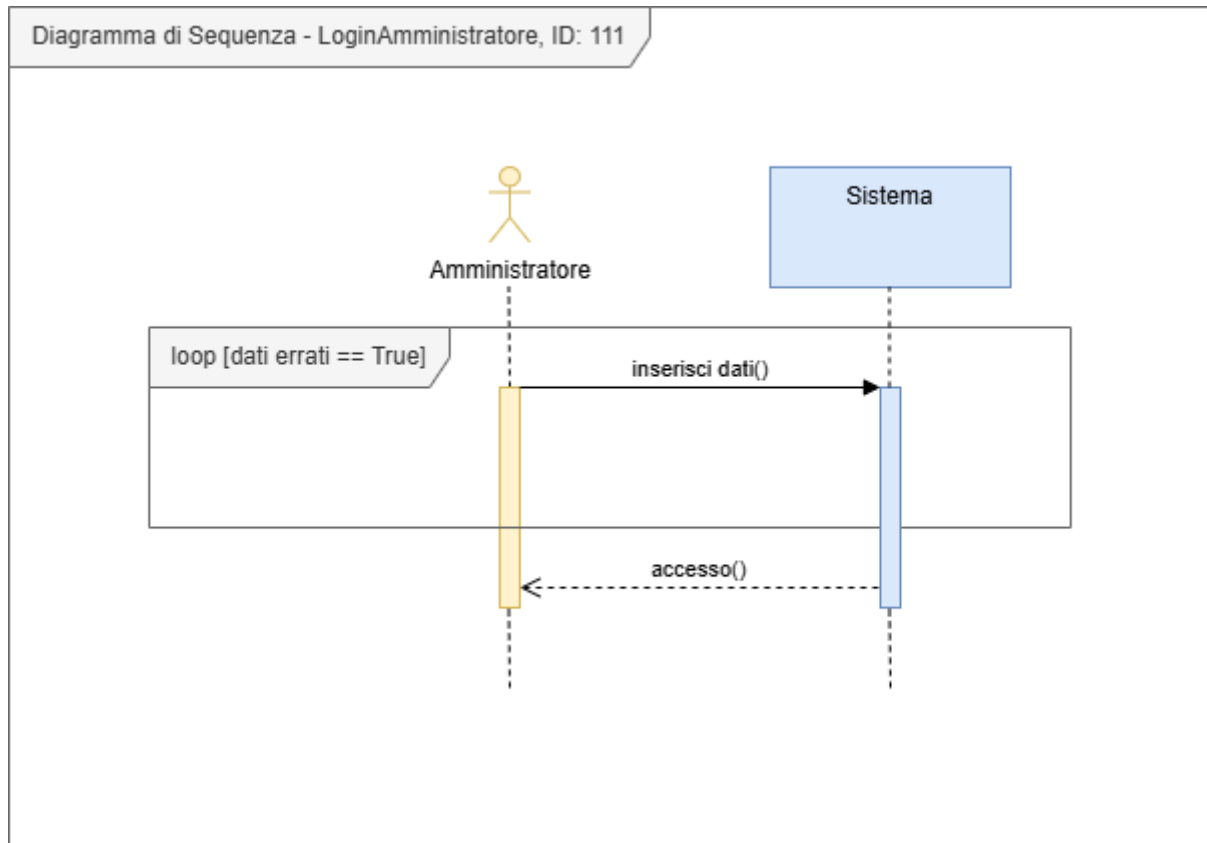 Diagramma di Sequenza - LoginAmministratore, ID: 111
Sistema
Amministratore
loop [dati errati == True]
inserisci dati()
accesso()